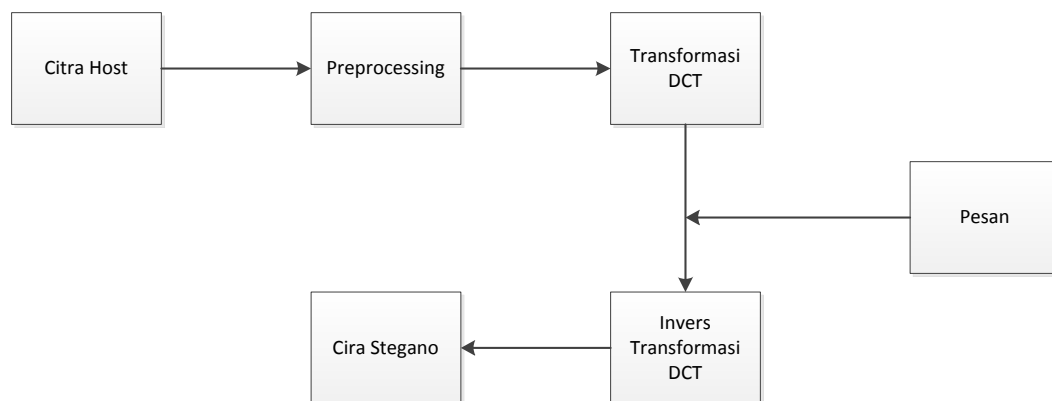 Citra Host
Preprocessing
Transformasi
DCT
Pesan
Cira Stegano
Invers
Transformasi
DCT